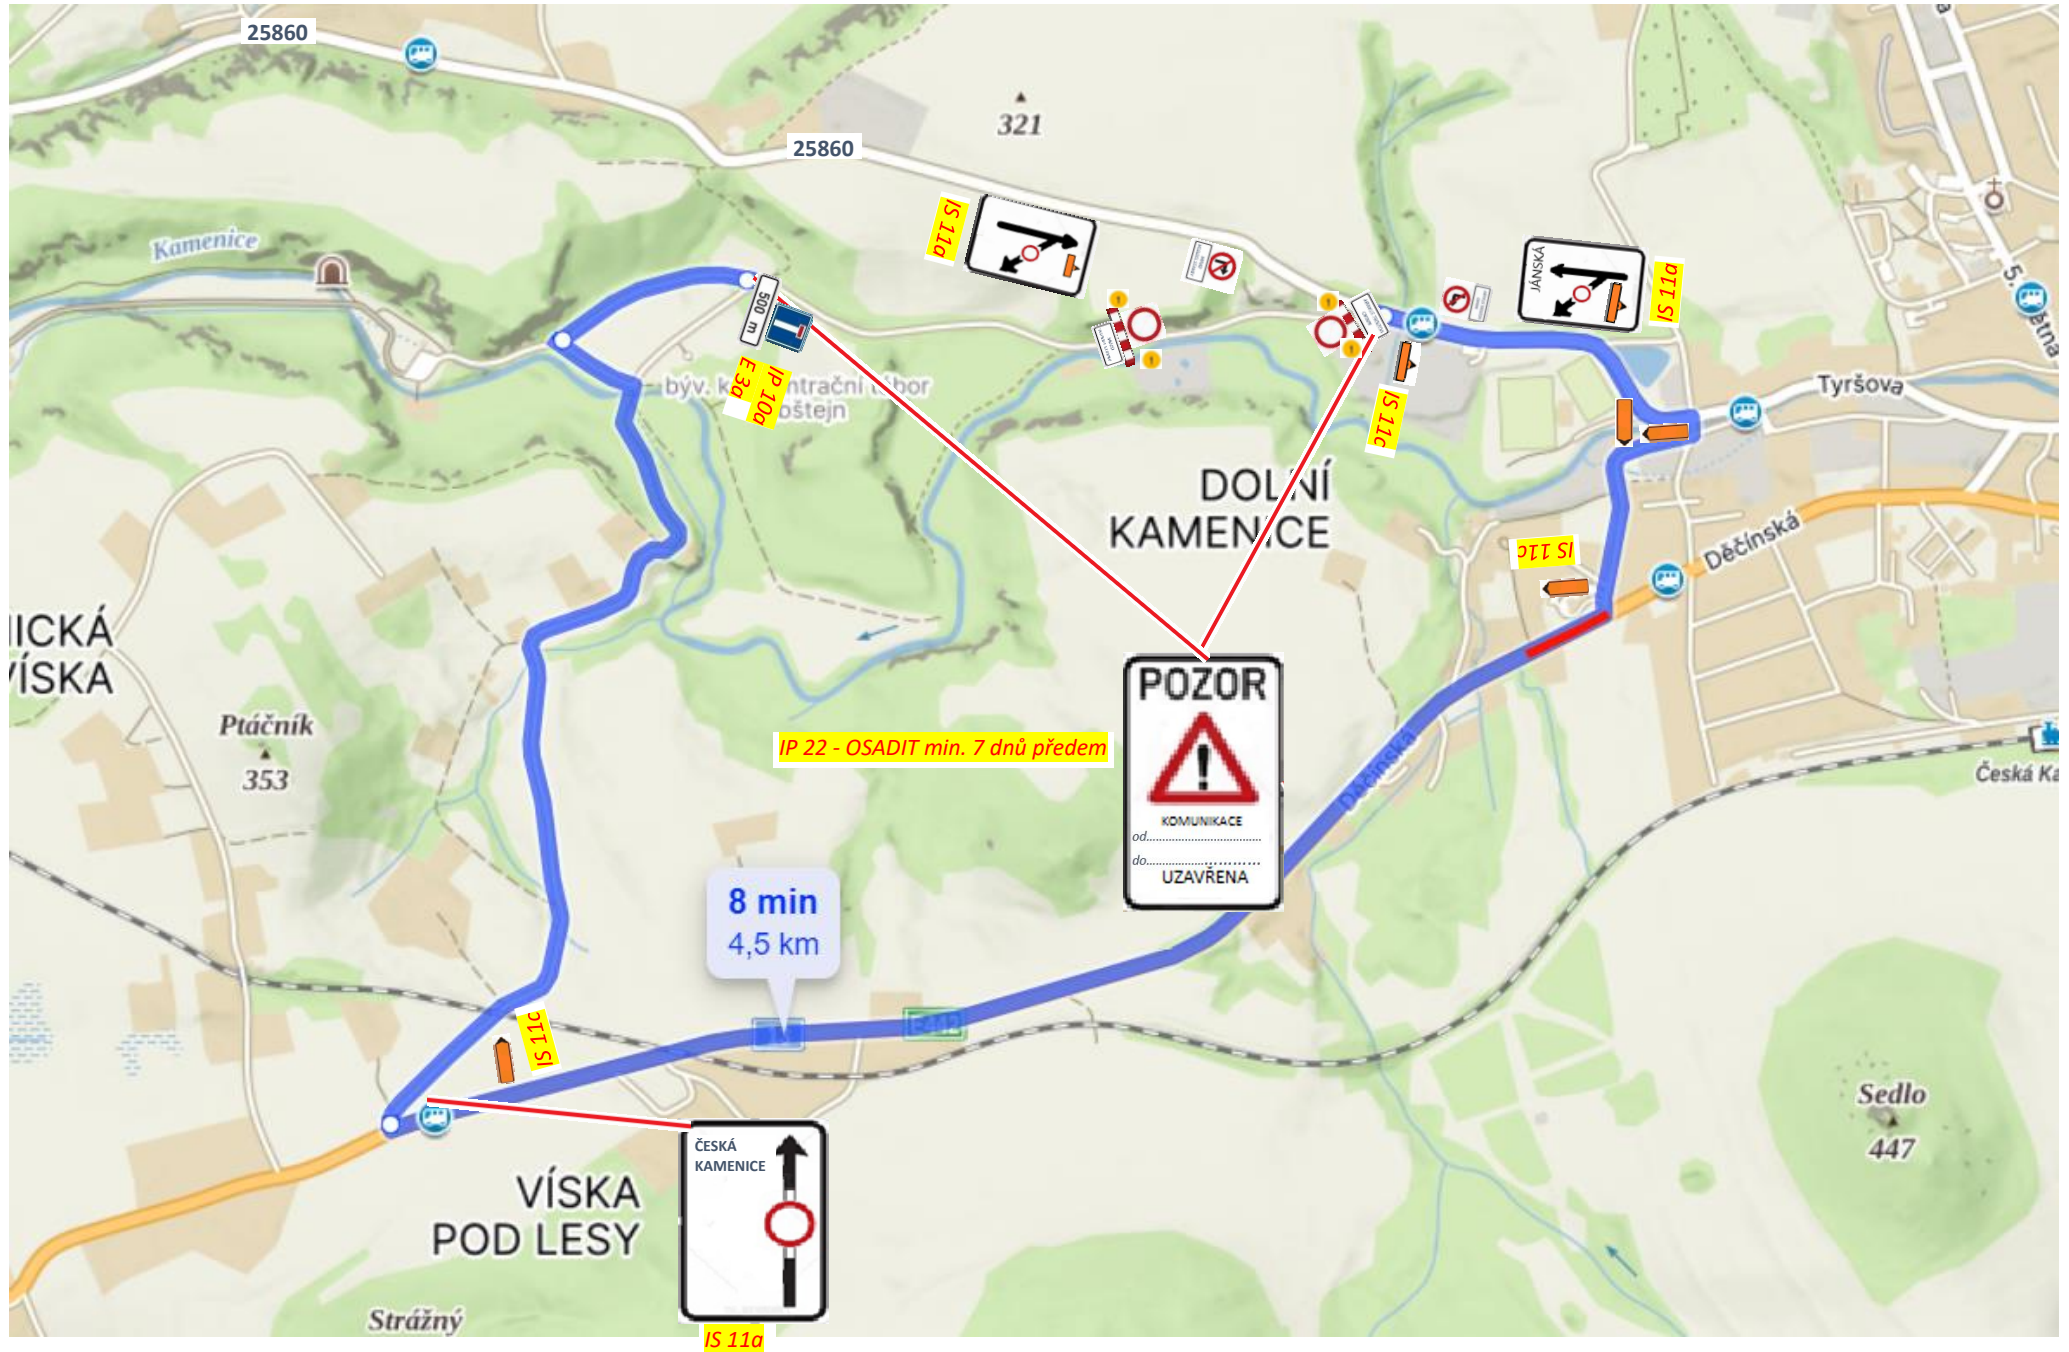 25860
25860
321
IS 11a
JÁNSKÁ
IS 11a
Kamenice
500 m
IP 10a
E 3a
býv. k
ntrační tábor
oštejn
IS 11c
Tyršova
5. 
ětna
DOLNÍ
KAMENICE
IS 11c
Děčínská
ICKÁ
VÍSKA
Ptáčník
353
POZOR
!
KOMUNIKACE
od
do
UZAVŘENA
IP 22 - OSADIT min. 7 dnů předem
Děčínská
Česká Ka
8 min
4,5 km
E442
IS 11c
ČESKÁ
KAMENICE
IS 11a
VÍSKA
POD LESY
Sedlo
447
Strážný